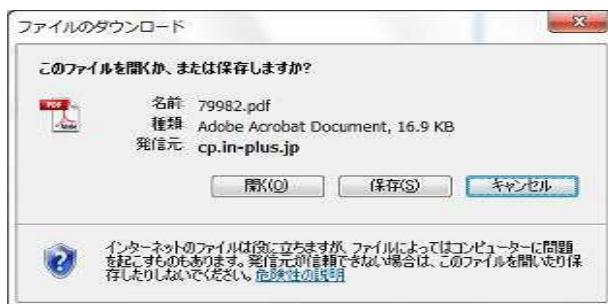 ファイルのダウンロード
このファイルを開くか、または保存しますか?
名前 79982.pdf
種類 Adobe Acrobat Document, 16.9 KB
発信元 cp.in-plus.jp
開く(O) 保存(S) キャンセル
インターネットのファイルは役に立ちますが、ファイルによってはコンピューターに問題
を起こすものもあります。発信元が信頼できない場合は、このファイルを開いたり保
存したりしないでください。危険性の説明